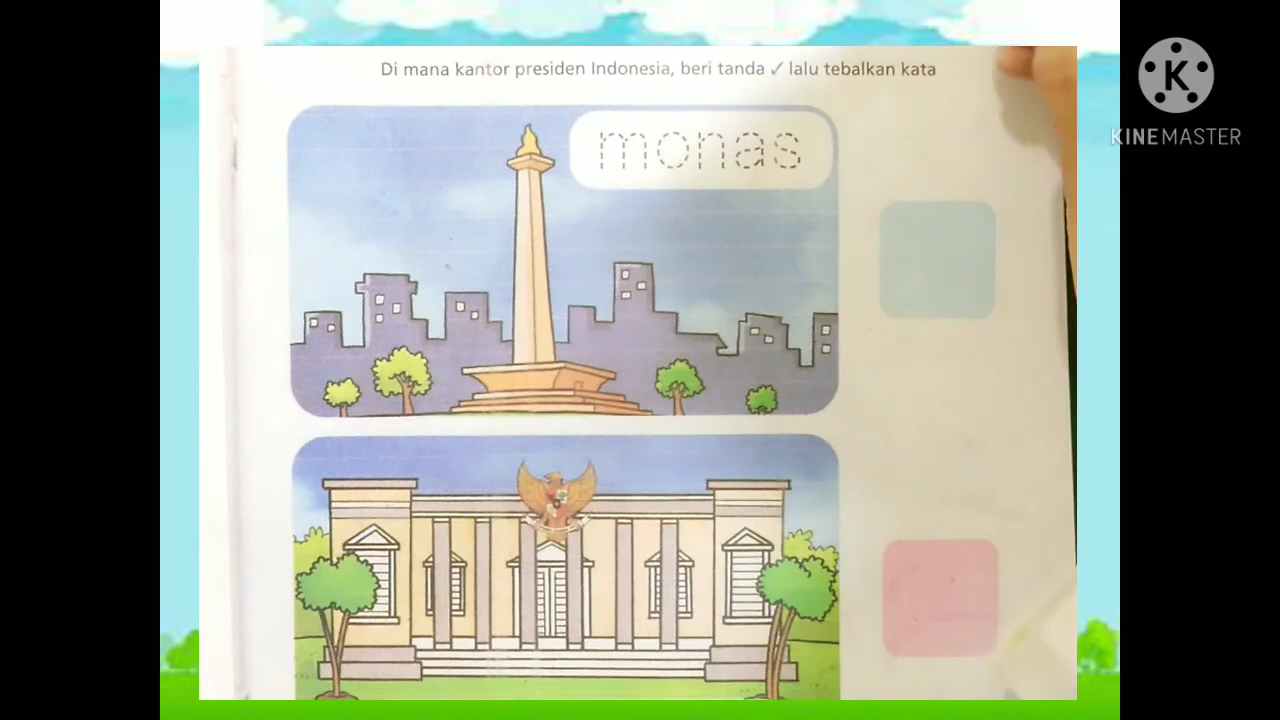 Di mana kantor presiden Indonesia, beri tanda ✓ lalu tebalkan kata
monas
K
KINEMASTER